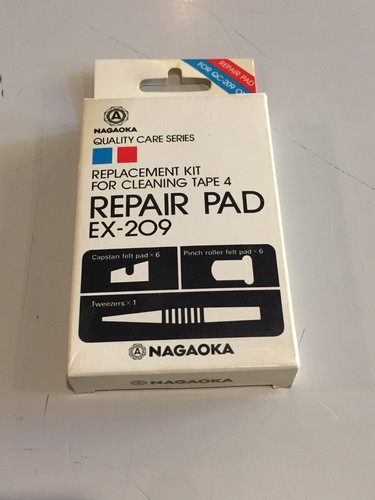 REPAIR PAD
FOR QC-209
A
NAGAOKA
QUALITY CARE SERIES
REPLACEMENT KIT
FOR CLEANING TAPE 4
REPAIR PAD
EX-209
Capstan felt pad×6
Pinch roller felt pad×6
Tweezers×1
A NAGAOKA